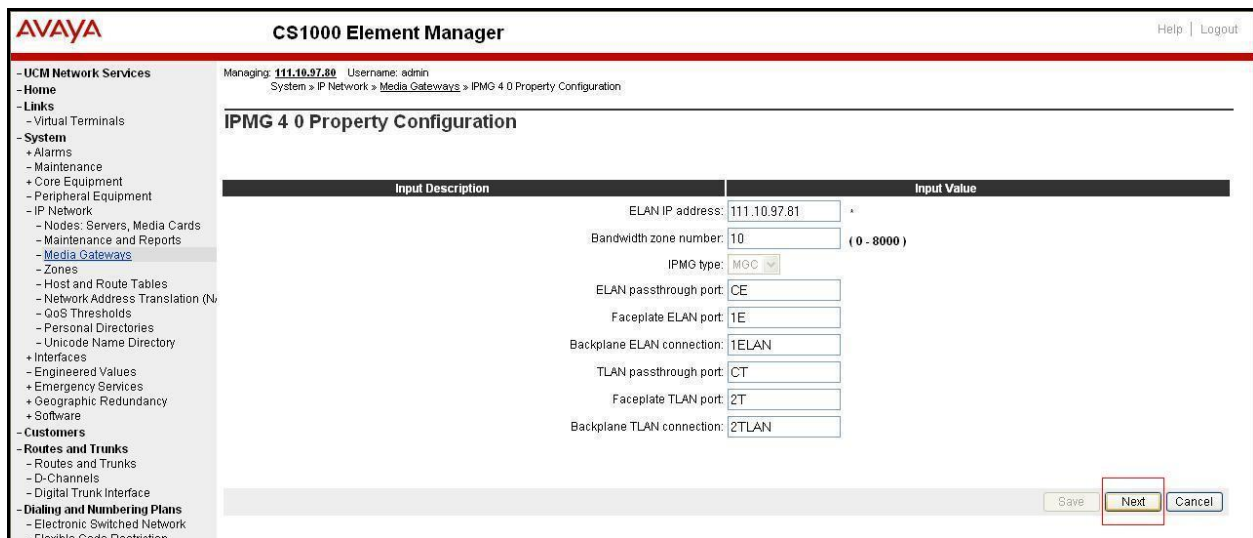 AVAYA
CS1000 Element Manager
Help | Logout
- UCM Network Services
- Home
- Links
- Virtual Terminals
- System
+ Alarms
- Maintenance
+ Core Equipment
- Peripheral Equipment
- IP Network
- Nodes: Servers, Media Cards
- Maintenance and Reports
- Media Gateways
- Zones
- Host and Route Tables
- Network Address Translation (N
- QoS Thresholds
- Personal Directories
- Unicode Name Directory
+ Interfaces
- Engineered Values
+ Emergency Services
+ Geographic Redundancy
+ Software
- Customers
- Routes and Trunks
- Routes and Trunks
- D-Channels
- Digital Trunk Interface
- Dialing and Numbering Plans
- Electronic Switched Network
- Flexible Code Restriction
Managing: 111.10.97.80 Username: admin
System » IP Network » Media Gateways » IPMG 4 0 Property Configuration
IPMG 4 0 Property Configuration
Input Description Input Value
ELAN IP address: 111.10.97.81 *
Bandwidth zone number: 10 ( 0 - 8000 )
IPMG type: MGC
ELAN passthrough port: CE
Faceplate ELAN port: 1E
Backplane ELAN connection: 1ELAN
TLAN passthrough port: CT
Faceplate TLAN port: 2T
Backplane TLAN connection: 2TLAN
Save Next Cancel